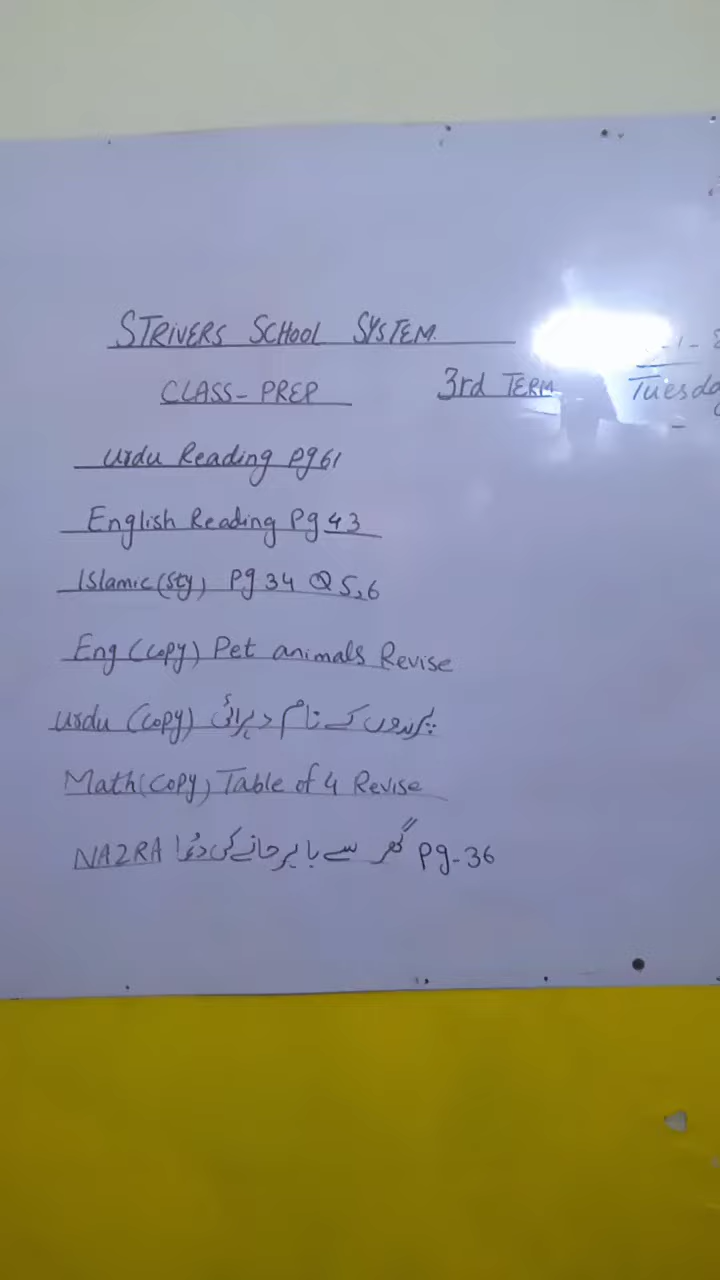 STRIVERS SCHOOL SYSTEM
CLASS-PREP 3rd TERM Tuesday
Urdu Reading Pg 61
English Reading Pg 43
Islamic (Sty) Pg 34 Q 5,6
Eng (Copy) Pet animals Revise
Urdu (Copy) پرندوں کے نام دہرائی
Math (Copy) Table of 4 Revise
NAZRA گھر سے باہر جانے کی دُعا Pg-36